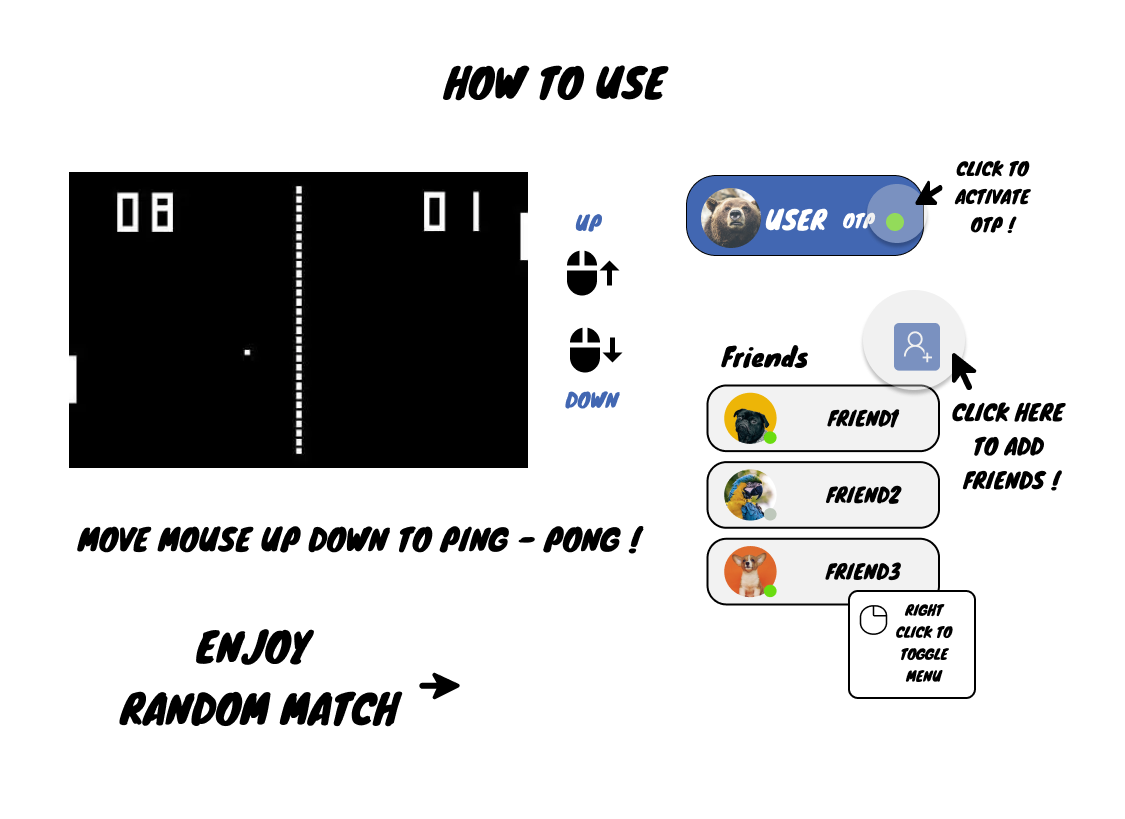 HOW TO USE
08 01
UP
DOWN
MOVE MOUSE UP DOWN TO PING - PONG !
ENJOY
RANDOM MATCH
USER OTP
CLICK TO
ACTIVATE
OTP !
Friends
CLICK HERE
TO ADD
FRIENDS !
FRIEND1
FRIEND2
FRIEND3
RIGHT
CLICK TO
TOGGLE
MENU